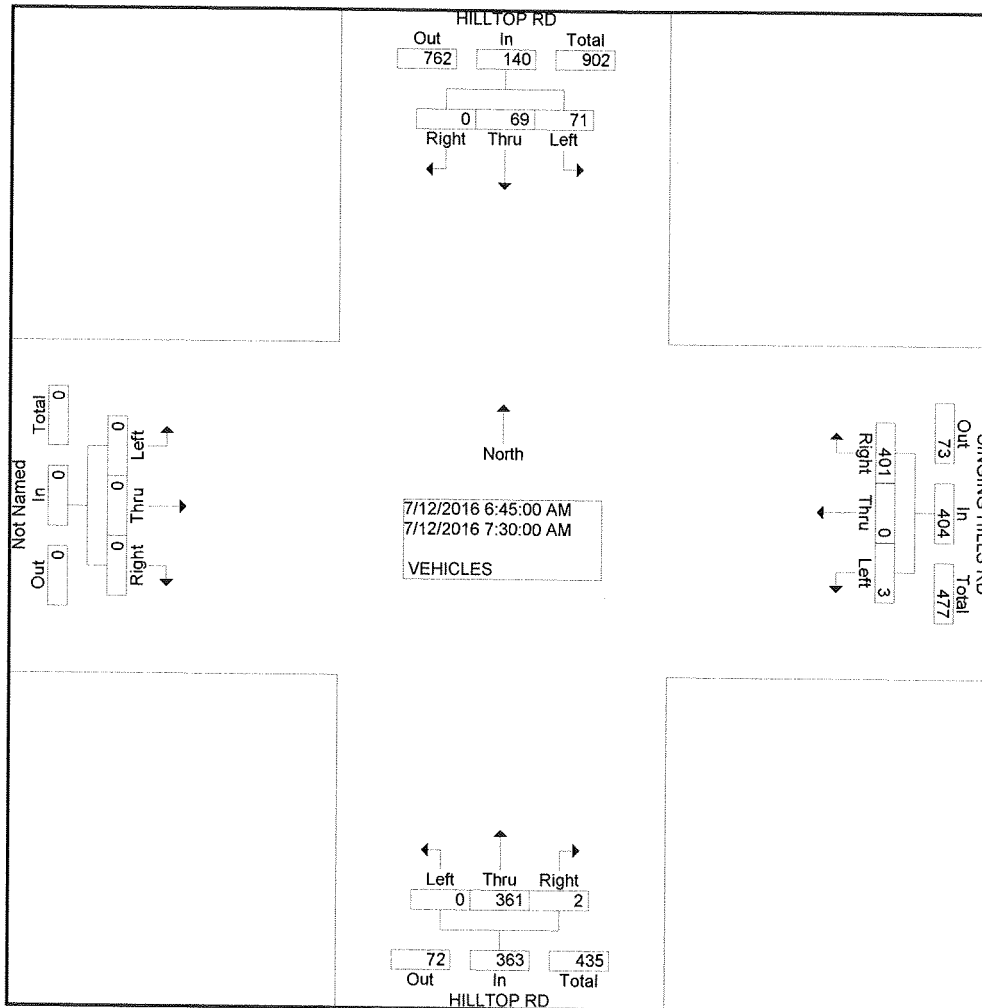 HILLTOP RD
Out In Total
762 140 902
0 69 71
Right Thru Left
Total In Out
0 0 0
Not Named
0 0 0
Left Thru Right
North
7/12/2016 6:45:00 AM
7/12/2016 7:30:00 AM
VEHICLES
SINGING HILLS RD
Out In Total
73 404 477
401 0 3
Right Thru Left
Left Thru Right
0 361 2
72 363 435
Out In Total
HILLTOP RD